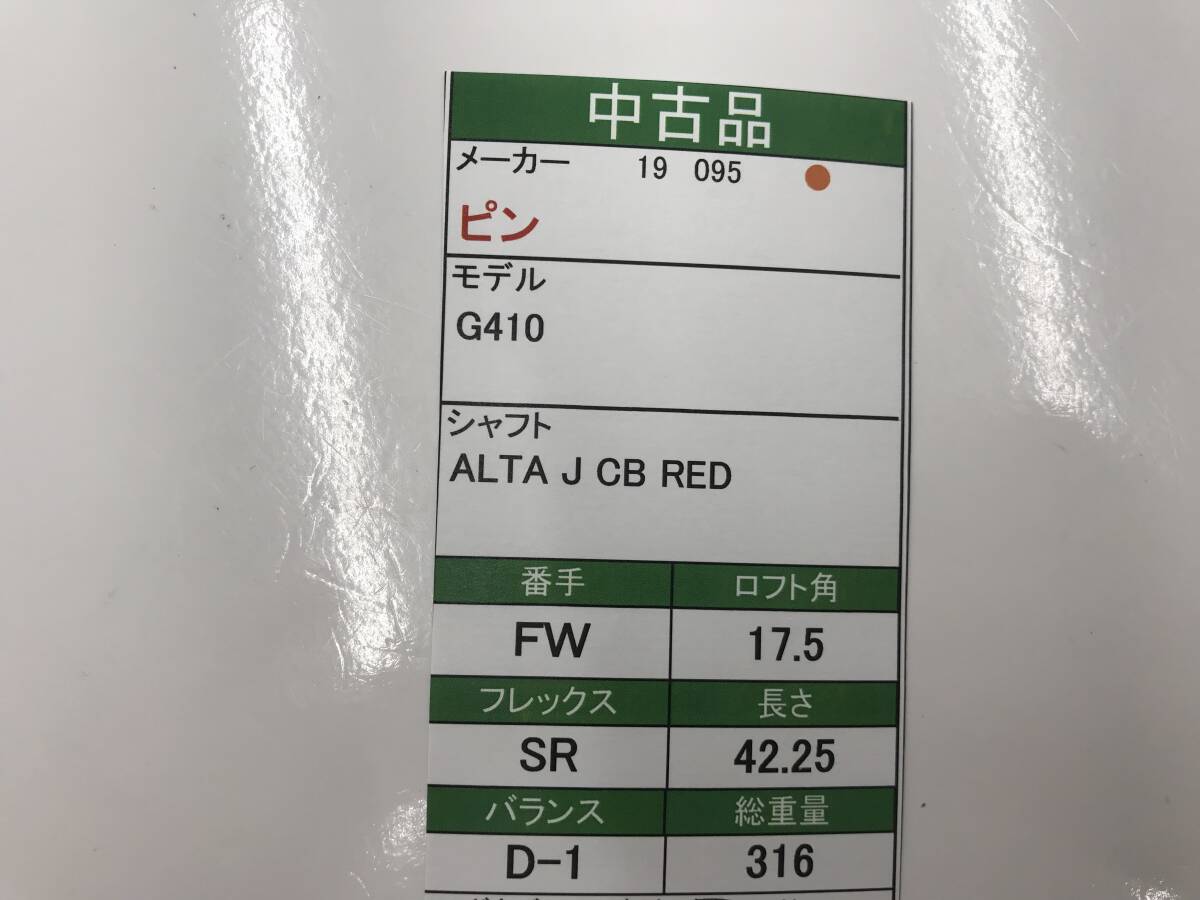 中古品
メーカー 19 095
ピン
モデル
G410
シャフト
ALTA J CB RED
番手 ロフト角
FW 17.5
フレックス 長さ
SR 42.25
バランス 総重量
D-1 316